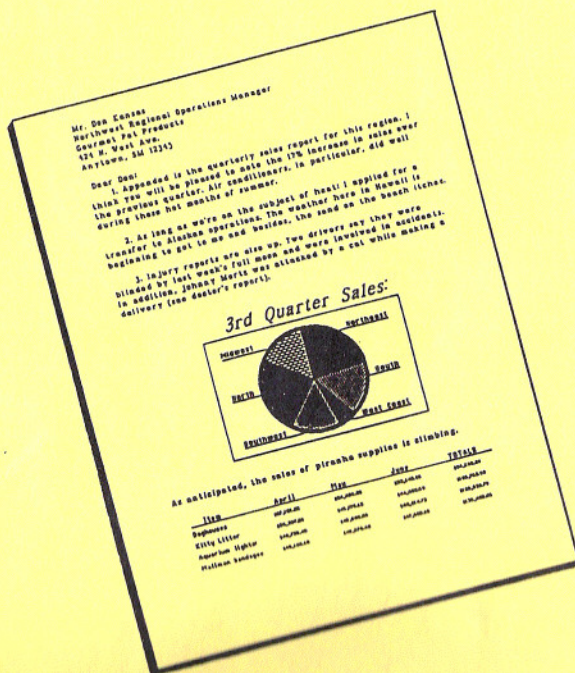 Mr. Don Kansas
Northwest Regional Operations Manager
Gourmet Pet Products
424 N. Vest Ave.
Anytown, SW 12345
Dear Don:
1. Appended is the quarterly sales report for this region. I
think you will be pleased to note the 17% increase in sales over
the previous quarter. Air conditioners, in particular, did well
during these hot months of summer.
2. As long as we're on the subject of heat: I applied for a
transfer to Alaskan operations. The weather here in Hawaii is
beginning to get to me and besides, the sand on the beach itches.
3. Injury reports are also up. Two drivers say they were
blinded by last week's full moon and were involved in accidents.
In addition, Johnny Mertz was attacked by a cat while making a
delivery (see doctor's report).
3rd Quarter Sales:
Midwest
Northeast
North
South
Southwest
West Coast
As anticipated, the sales of piranha supplies is climbing.
Item April May June TOTALS
Doghouses
Kitty Litter
Aquarium lights
Mailman bandages